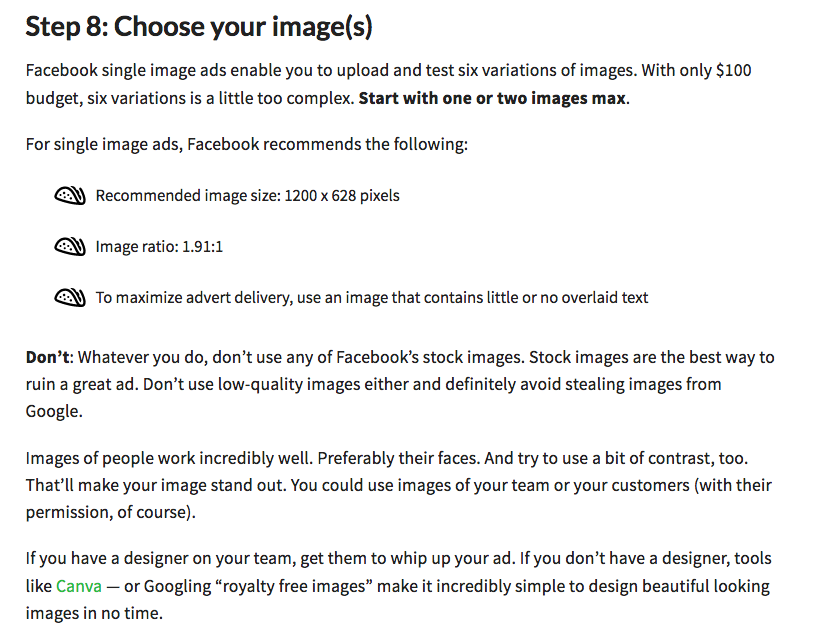 Step 8: Choose your image(s)
Facebook single image ads enable you to upload and test six variations of images. With only $100
budget, six variations is a little too complex. Start with one or two images max.
For single image ads, Facebook recommends the following:
Recommended image size: 1200 x 628 pixels
Image ratio: 1.91:1
To maximize advert delivery, use an image that contains little or no overlaid text
Don’t: Whatever you do, don’t use any of Facebook’s stock images. Stock images are the best way to
ruin a great ad. Don’t use low-quality images either and definitely avoid stealing images from
Google.
Images of people work incredibly well. Preferably their faces. And try to use a bit of contrast, too.
That’ll make your image stand out. You could use images of your team or your customers (with their
permission, of course).
If you have a designer on your team, get them to whip up your ad. If you don’t have a designer, tools
like Canva — or Googling “royalty free images” make it incredibly simple to design beautiful looking
images in no time.